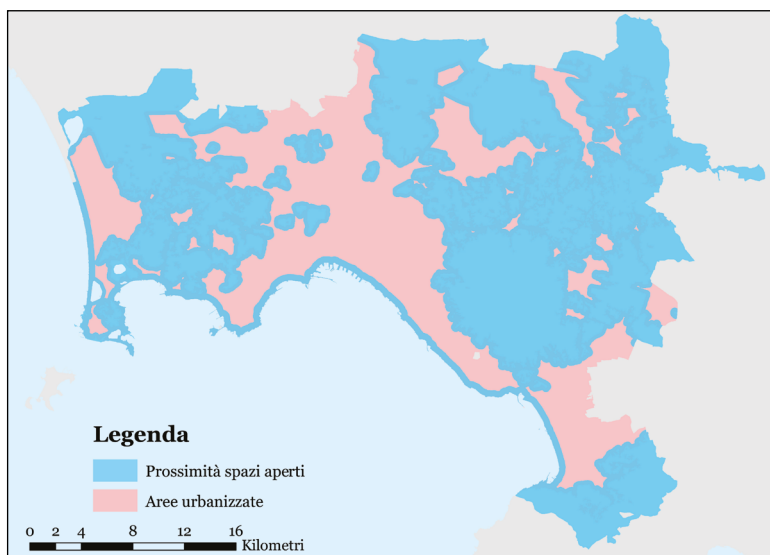 Legenda
Prossimità spazi aperti
Aree urbanizzate
0 2 4 8 12 16
Kilometri